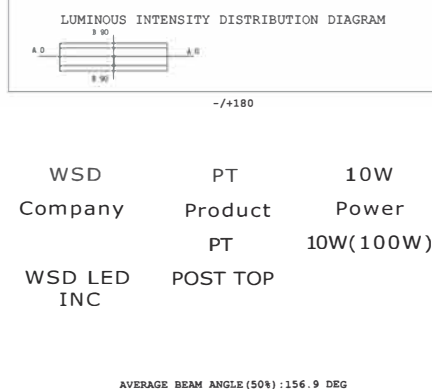 LUMINOUS INTENSITY DISTRIBUTION DIAGRAM
B 90
A 0 A 0
B 90
-/+180
WSD PT 10W
Company Product Power
PT 10W(100W)
WSD LED POST TOP
INC
AVERAGE BEAM ANGLE(50%):156.9 DEG